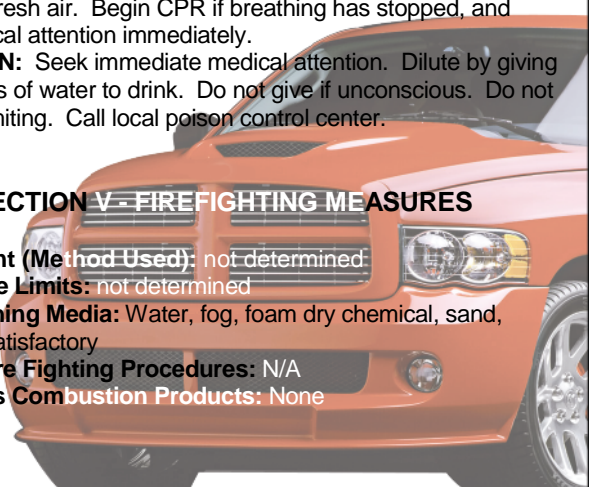 resh air.  Begin CPR if breathing has stopped, and
cal attention immediately.
N:  Seek immediate medical attention.  Dilute by giving
s of water to drink.  Do not give if unconscious.  Do not
niting.  Call local poison control center.
ECTION V - FIREFIGHTING MEASURES
nt (Method Used): not determined
e Limits: not determined
ning Media: Water, fog, foam dry chemical, sand,
atisfactory
re Fighting Procedures: N/A
s Combustion Products: None